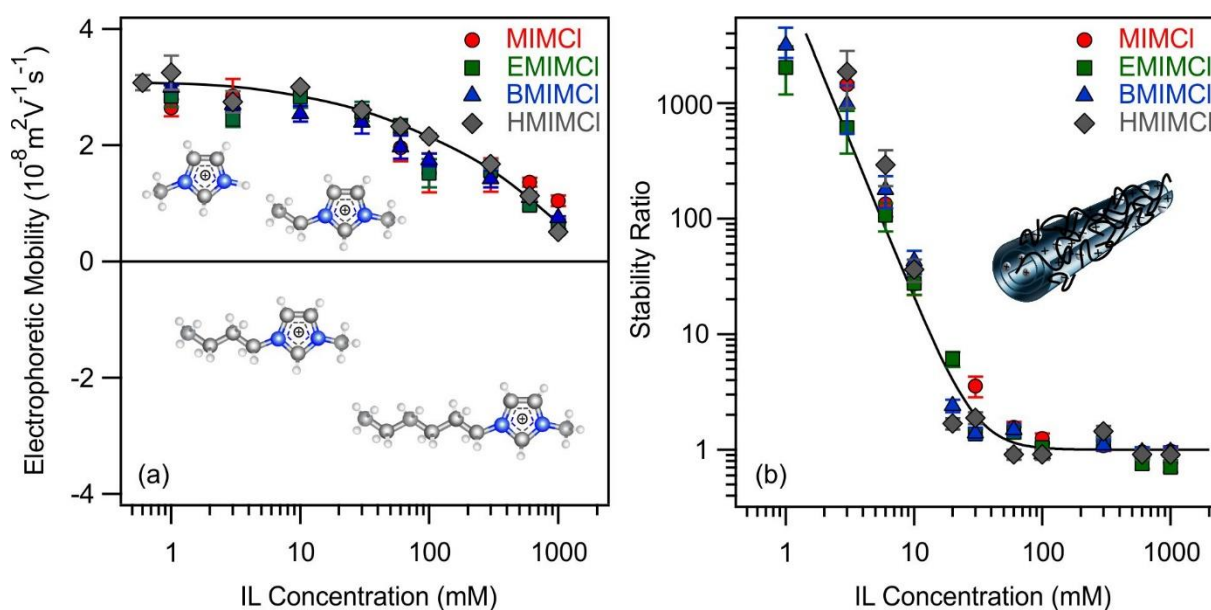 4
2
0
-2
-4
Electrophoretic Mobility (10⁻⁸ m²V⁻¹s⁻¹)
MIMCl
EMIMCl
BMIMCl
HMIMCl
(a)
1 10 100 1000
IL Concentration (mM)
1000
100
10
1
Stability Ratio
MIMCl
EMIMCl
BMIMCl
HMIMCl
(b)
1 10 100 1000
IL Concentration (mM)